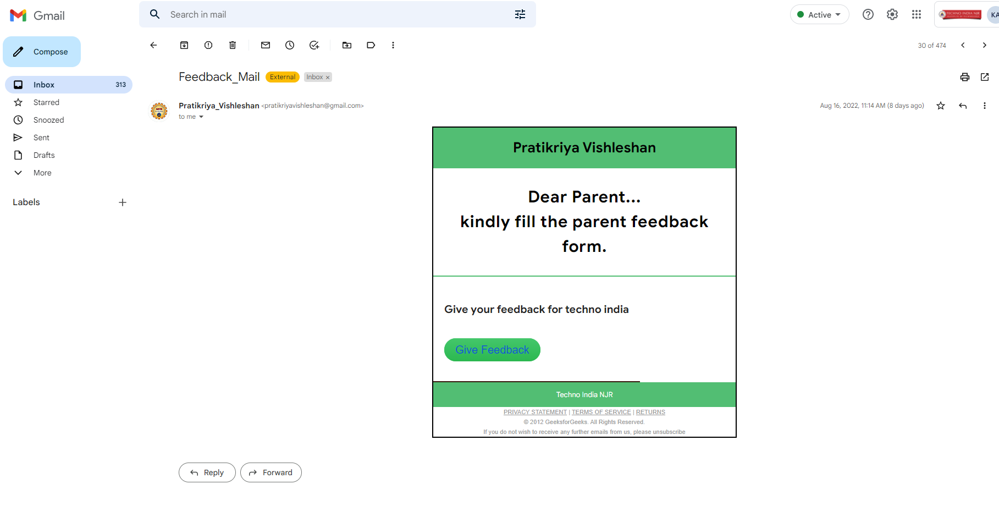 Gmail
Search in mail
Active
TECHNO INDIA NJR
KA
Compose
30 of 474
Feedback_Mail External Inbox ×
Inbox 313
Starred
Snoozed
Sent
Drafts
More
Labels
Pratikriya_Vishleshan <pratikriyavishleshan@gmail.com>
Aug 16, 2022, 11:14 AM (8 days ago)
to me
Pratikriya Vishleshan
Dear Parent...
kindly fill the parent feedback
form.
Give your feedback for techno india
Give Feedback
Techno India NJR
PRIVACY STATEMENT | TERMS OF SERVICE | RETURNS
© 2012 GeeksforGeeks. All Rights Reserved.
If you do not wish to receive any further emails from us, please unsubscribe
Reply
Forward